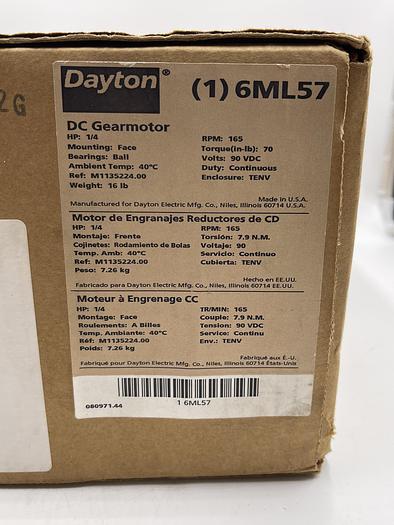 2G
Dayton®
(1) 6ML57
DC Gearmotor
HP: 1/4 RPM: 165
Mounting: Face Torque(In-lb): 70
Bearings: Ball Volts: 90 VDC
Ambient Temp: 40°C Duty: Continuous
Ref: M1135224.00 Enclosure: TENV
Weight: 16 lb
Made in U.S.A.
Manufactured for Dayton Electric Mfg. Co., Niles, Illinois 60714 U.S.A.
Motor de Engranajes Reductores de CD
HP: 1/4 RPM: 165
Montaje: Frente Torsión: 7.9 N.M.
Cojinetes: Rodamiento de Bolas Voltaje: 90
Temp. Amb: 40°C Servicio: Continuo
Ref: M1135224.00 Cubierta: TENV
Peso: 7.26 kg
Hecho en EE.UU.
Fabricado para Dayton Electric Mfg. Co., Niles, Illinois 60714 EE.UU.
Moteur à Engrenage CC
HP: 1/4 TR/MIN: 165
Montage: Face Couple: 7.9 N.M.
Roulements: A Billes Tension: 90 VDC
Temp. Ambiante: 40°C Service: Continu
Réf: M1135224.00 Env.: TENV
Poids: 7.26 kg
Fabriqué aux É.-U.
Fabriqué pour Dayton Electric Mfg. Co., Niles, Illinois 60714 États-Unis
080971.44
1 6ML57